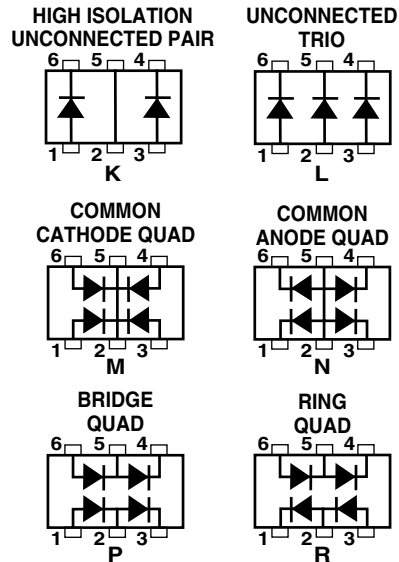 HIGH ISOLATION
UNCONNECTED PAIR
6 5 4
1 2 3
K
UNCONNECTED
TRIO
6 5 4
1 2 3
L
COMMON
CATHODE QUAD
6 5 4
1 2 3
M
COMMON
ANODE QUAD
6 5 4
1 2 3
N
BRIDGE
QUAD
6 5 4
1 2 3
P
RING
QUAD
6 5 4
1 2 3
R